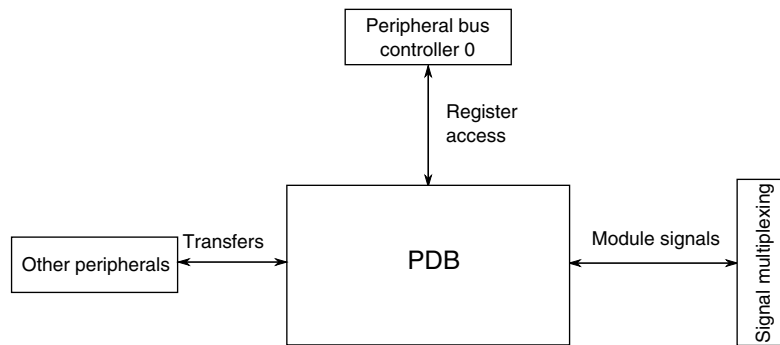 Peripheral bus
controller 0
Register
access
Transfers
Other peripherals
PDB
Module signals
Signal multiplexing